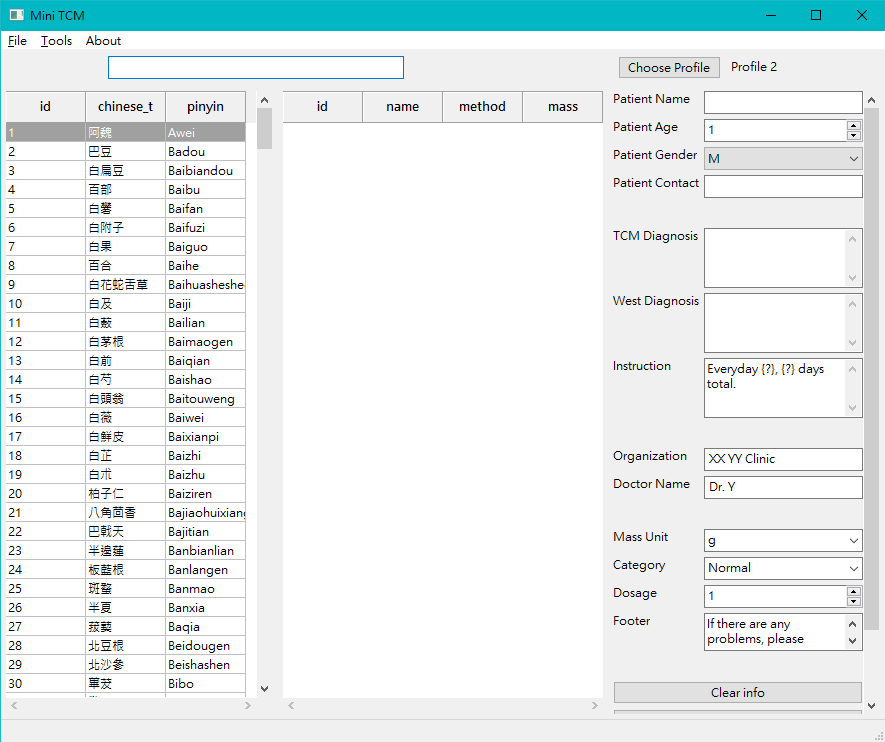 Mini TCM
File Tools About
Choose Profile Profile 2
id chinese_t pinyin
1 阿魏 Awei
2 巴豆 Badou
3 白扁豆 Baibiandou
4 百部 Baibu
5 白礬 Baifan
6 白附子 Baifuzi
7 白果 Baiguo
8 百合 Baihe
9 白花蛇舌草 Baihuasheshe
10 白及 Baiji
11 白蘞 Bailian
12 白茅根 Baimaogen
13 白前 Baiqian
14 白芍 Baishao
15 白頭翁 Baitouweng
16 白薇 Baiwei
17 白鮮皮 Baixianpi
18 白芷 Baizhi
19 白朮 Baizhu
20 柏子仁 Baiziren
21 八角茴香 Bajiaohuixiang
22 巴戟天 Bajitian
23 半邊蓮 Banbianlian
24 板藍根 Banlangen
25 斑蝥 Banmao
26 半夏 Banxia
27 菝葜 Baqia
28 北豆根 Beidougen
29 北沙參 Beishashen
30 蓽茇 Bibo
id name method mass
Patient Name
Patient Age 1
Patient Gender M
Patient Contact
TCM Diagnosis
West Diagnosis
Instruction Everyday {?}, {?} days
total.
Organization XX YY Clinic
Doctor Name Dr. Y
Mass Unit g
Category Normal
Dosage 1
Footer If there are any
problems, please
Clear info